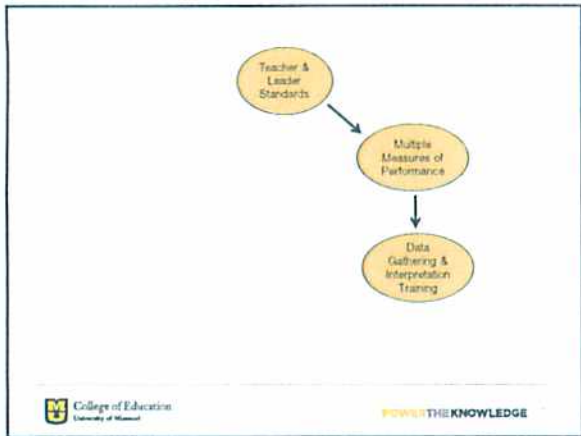 Teacher &
Leader
Standards
Multiple
Measures of
Performance
Data
Gathering &
Interpretation
Training
College of Education
University of Missouri
POWER THE KNOWLEDGE